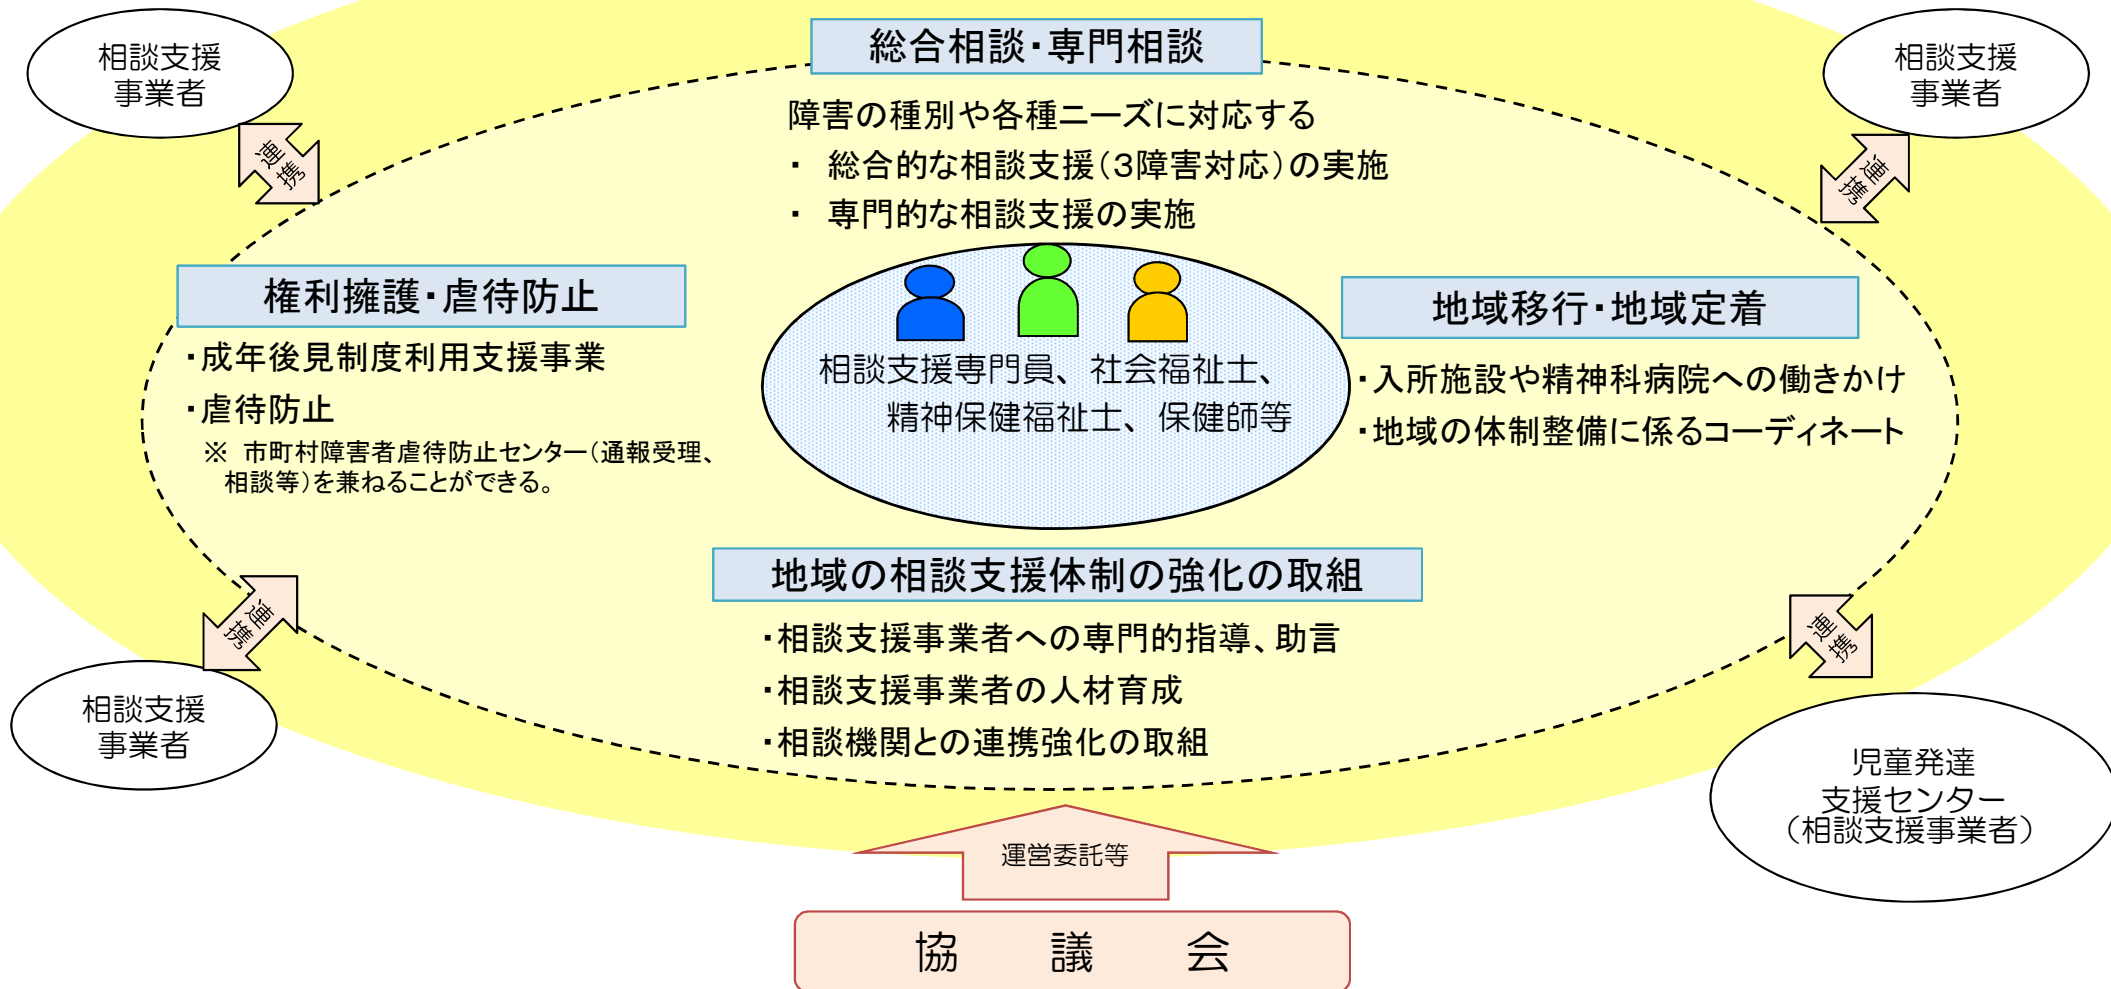 総合相談・専門相談
相談支援
事業者
相談支援
事業者
連携
連携
障害の種別や各種ニーズに対応する
・ 総合的な相談支援（3障害対応）の実施
・ 専門的な相談支援の実施
権利擁護・虐待防止
・成年後見制度利用支援事業
・虐待防止
※ 市町村障害者虐待防止センター（通報受理、
相談等）を兼ねることができる。
相談支援専門員、社会福祉士、
精神保健福祉士、保健師等
地域移行・地域定着
・入所施設や精神科病院への働きかけ
・地域の体制整備に係るコーディネート
地域の相談支援体制の強化の取組
・相談支援事業者への専門的指導、助言
・相談支援事業者の人材育成
・相談機関との連携強化の取組
連携
連携
相談支援
事業者
児童発達
支援センター
（相談支援事業者）
運営委託等
協 議 会